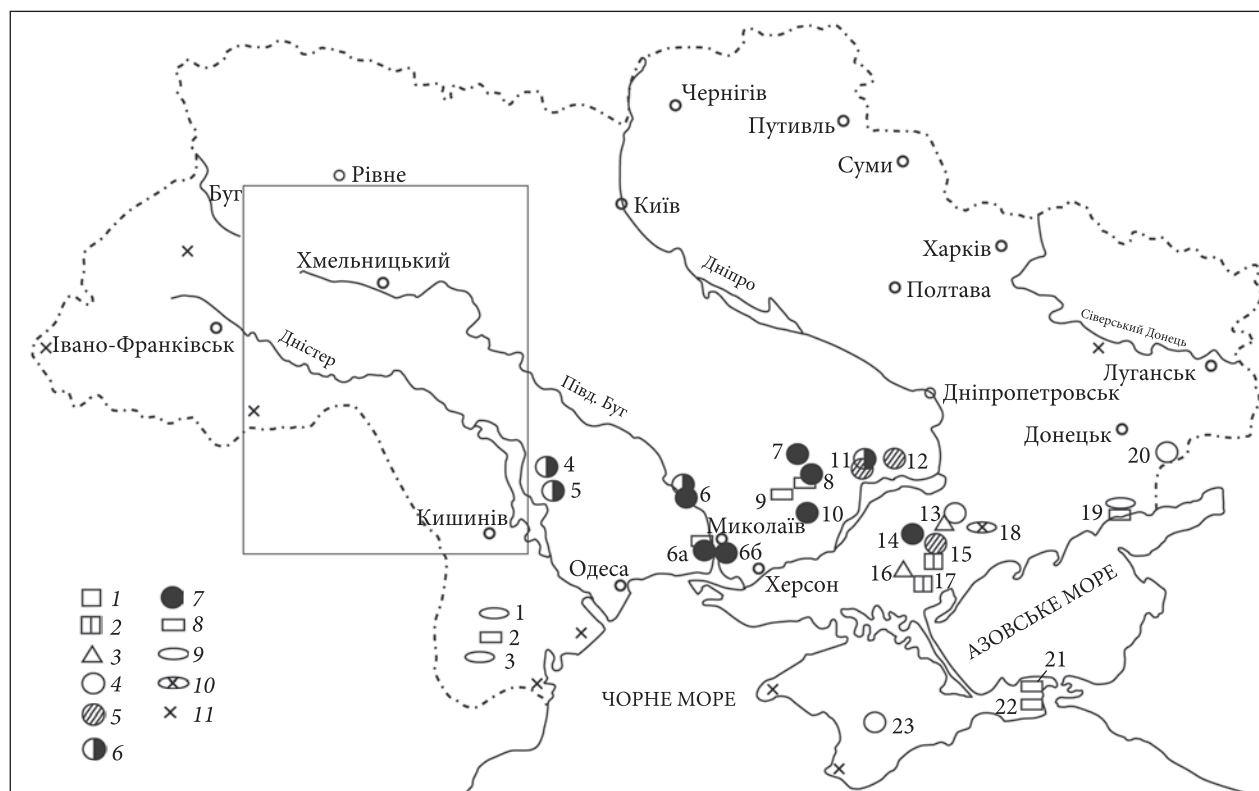 Чернігів
Путивль
Суми
Рівне
Буг
Київ
Харків
Хмельницький
Дніпро
Полтава
Сіверський Донець
Івано-Франківськ
Дністер
Луганськ
Півд. Буг
Дніпропетровськ
Донецьк
7
11
12
20
4
8
5
6
9
10
13
18
19
Кишинів
Миколаїв
14
15
6а
6б
16
17
Одеса
Херсон
АЗОВСЬКЕ МОРЕ
1
2
3
ЧОРНЕ МОРЕ
21
22
23
1
2
3
4
5
6
7
8
9
10
11